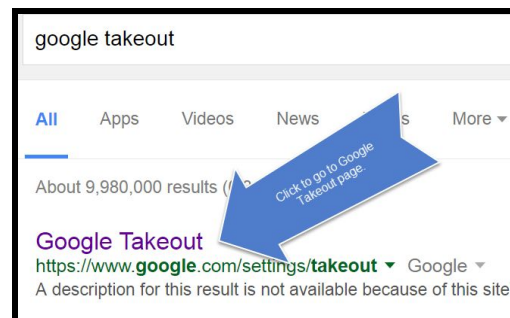 google takeout
All Apps Videos News s More
About 9,980,000 results (
Click to go to Google
Takeout page.
Google Takeout
https://www.google.com/settings/takeout Google
A description for this result is not available because of this site